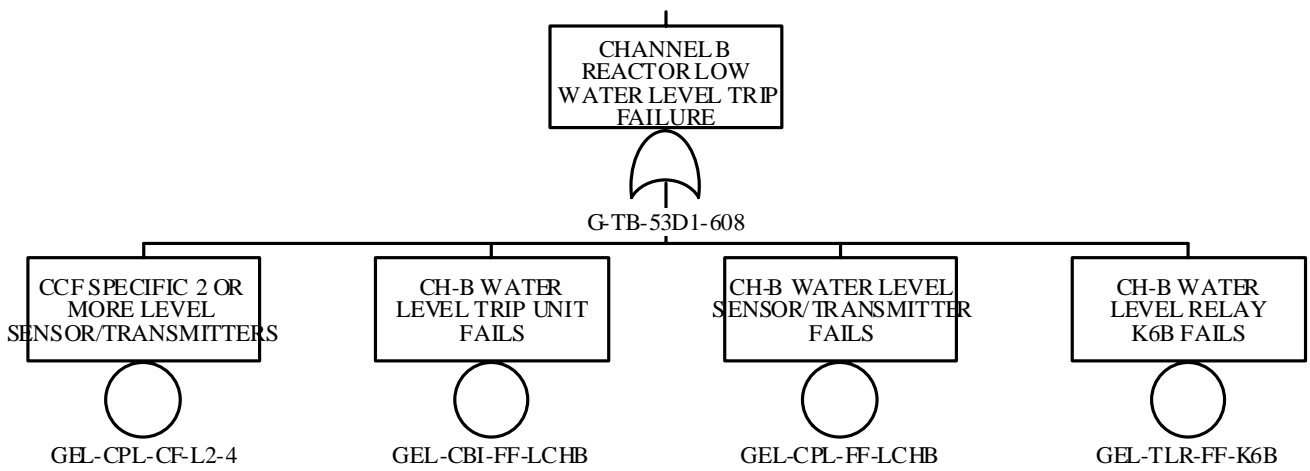 CHANNEL B
REACTOR LOW
WATER LEVEL TRIP
FAILURE
G-TB-53D1-608
CCF SPECIFIC 2 OR
MORE LEVEL
SENSOR/TRANSMITTERS
GEL-CPL-CF-L2-4
CH-B WATER
LEVEL TRIP UNIT
FAILS
GEL-CBI-FF-LCHB
CH-B WATER LEVEL
SENSOR/TRANSMITTER
FAILS
GEL-CPL-FF-LCHB
CH-B WATER
LEVEL RELAY
K6B FAILS
GEL-TLR-FF-K6B